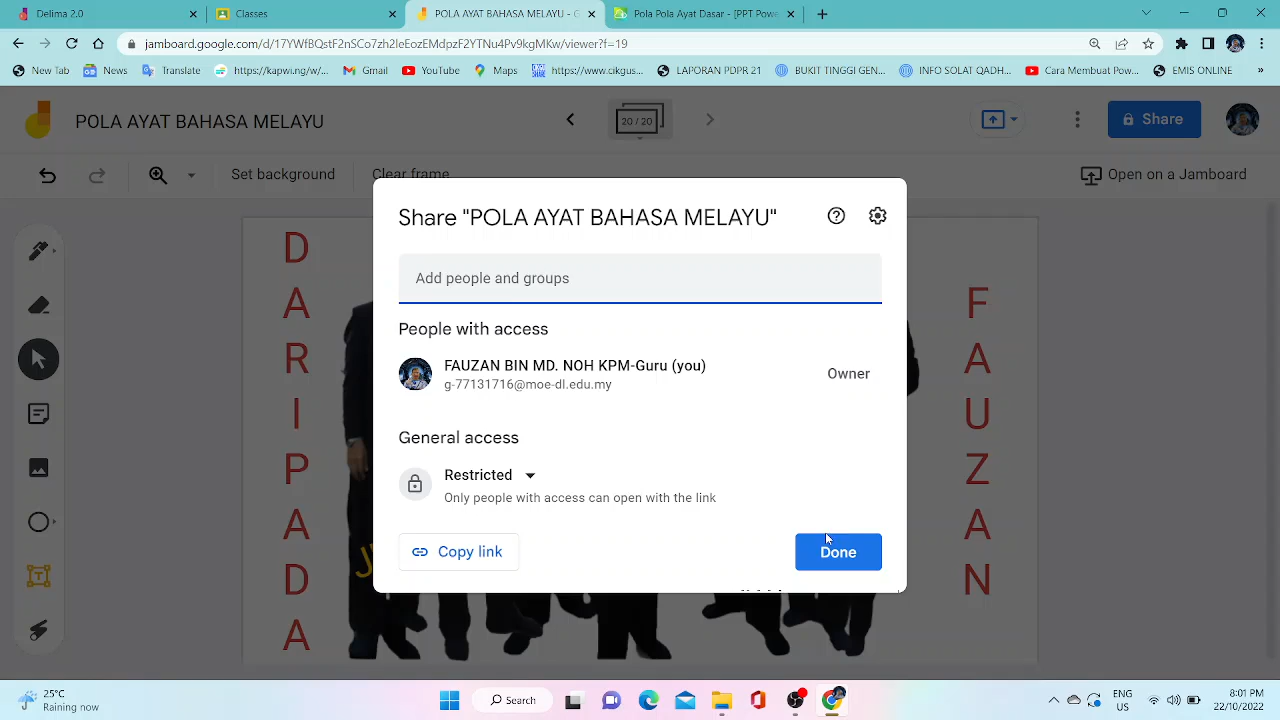 Delima 2.0
Classes
POLA AYAT BAHASA MELAYU - G
Pola Pola Ayat Dasar - [PPT Powe
jamboard.google.com/d/17YWfBQstF2nSCo7zh2leEozEMdpzF2YTNu4Pv9kgMKw/viewer?f=19
New Tab
News
Translate
https://kapwing.ng/w...
Gmail
YouTube
Maps
https://www.cikgus...
LAPORAN PDPR 21
BUKIT TINGGI GEN...
INFO SOLAT QADH...
Cara Membuat Pow...
EMIS ONLINE
»
POLA AYAT BAHASA MELAYU
20 / 20
Share
Set background
Clear frame
Open on a Jamboard
Share "POLA AYAT BAHASA MELAYU"
Add people and groups
People with access
FAUZAN BIN MD. NOH KPM-Guru (you)
g-77131716@moe-dl.edu.my
Owner
General access
Restricted
Only people with access can open with the link
Copy link
Done
D
A
R
I
P
A
D
A
F
A
U
Z
A
N
25°C
Raining now
Search
ENG
US
8:01 PM
22/10/2022